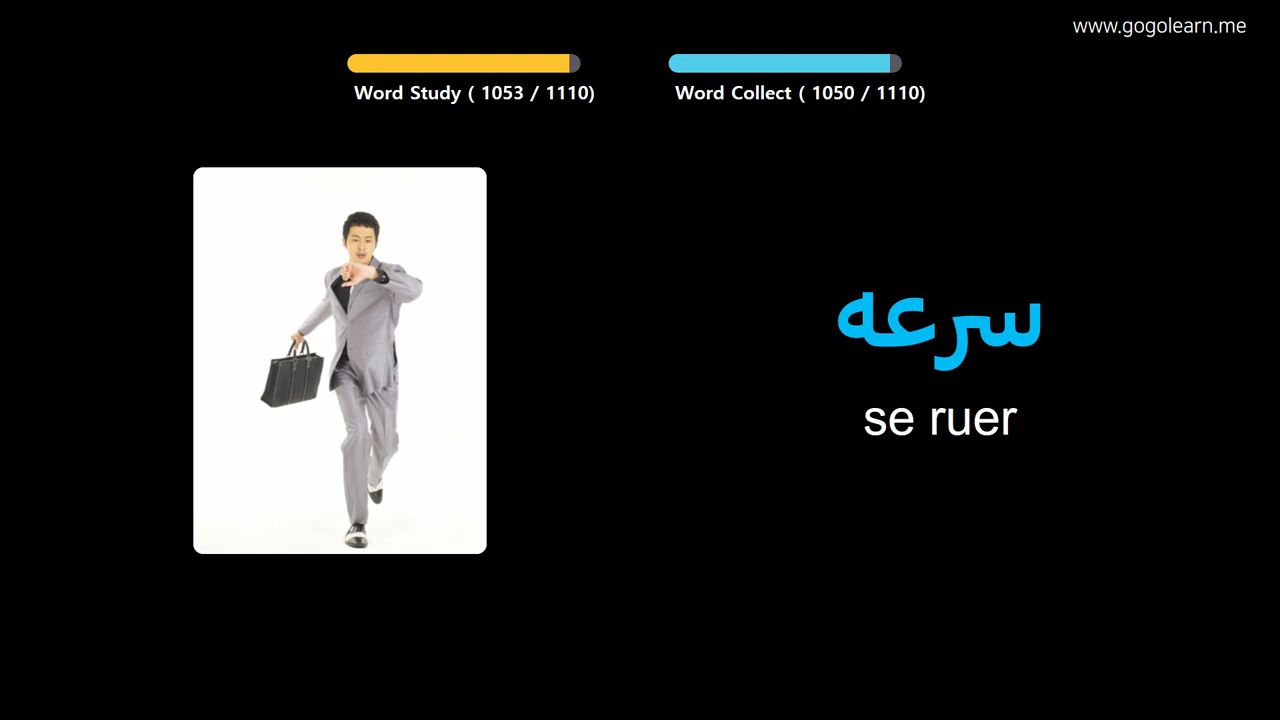 www.gogolearn.me
Word Study ( 1053 / 1110)
Word Collect ( 1050 / 1110)
سرعه
se ruer